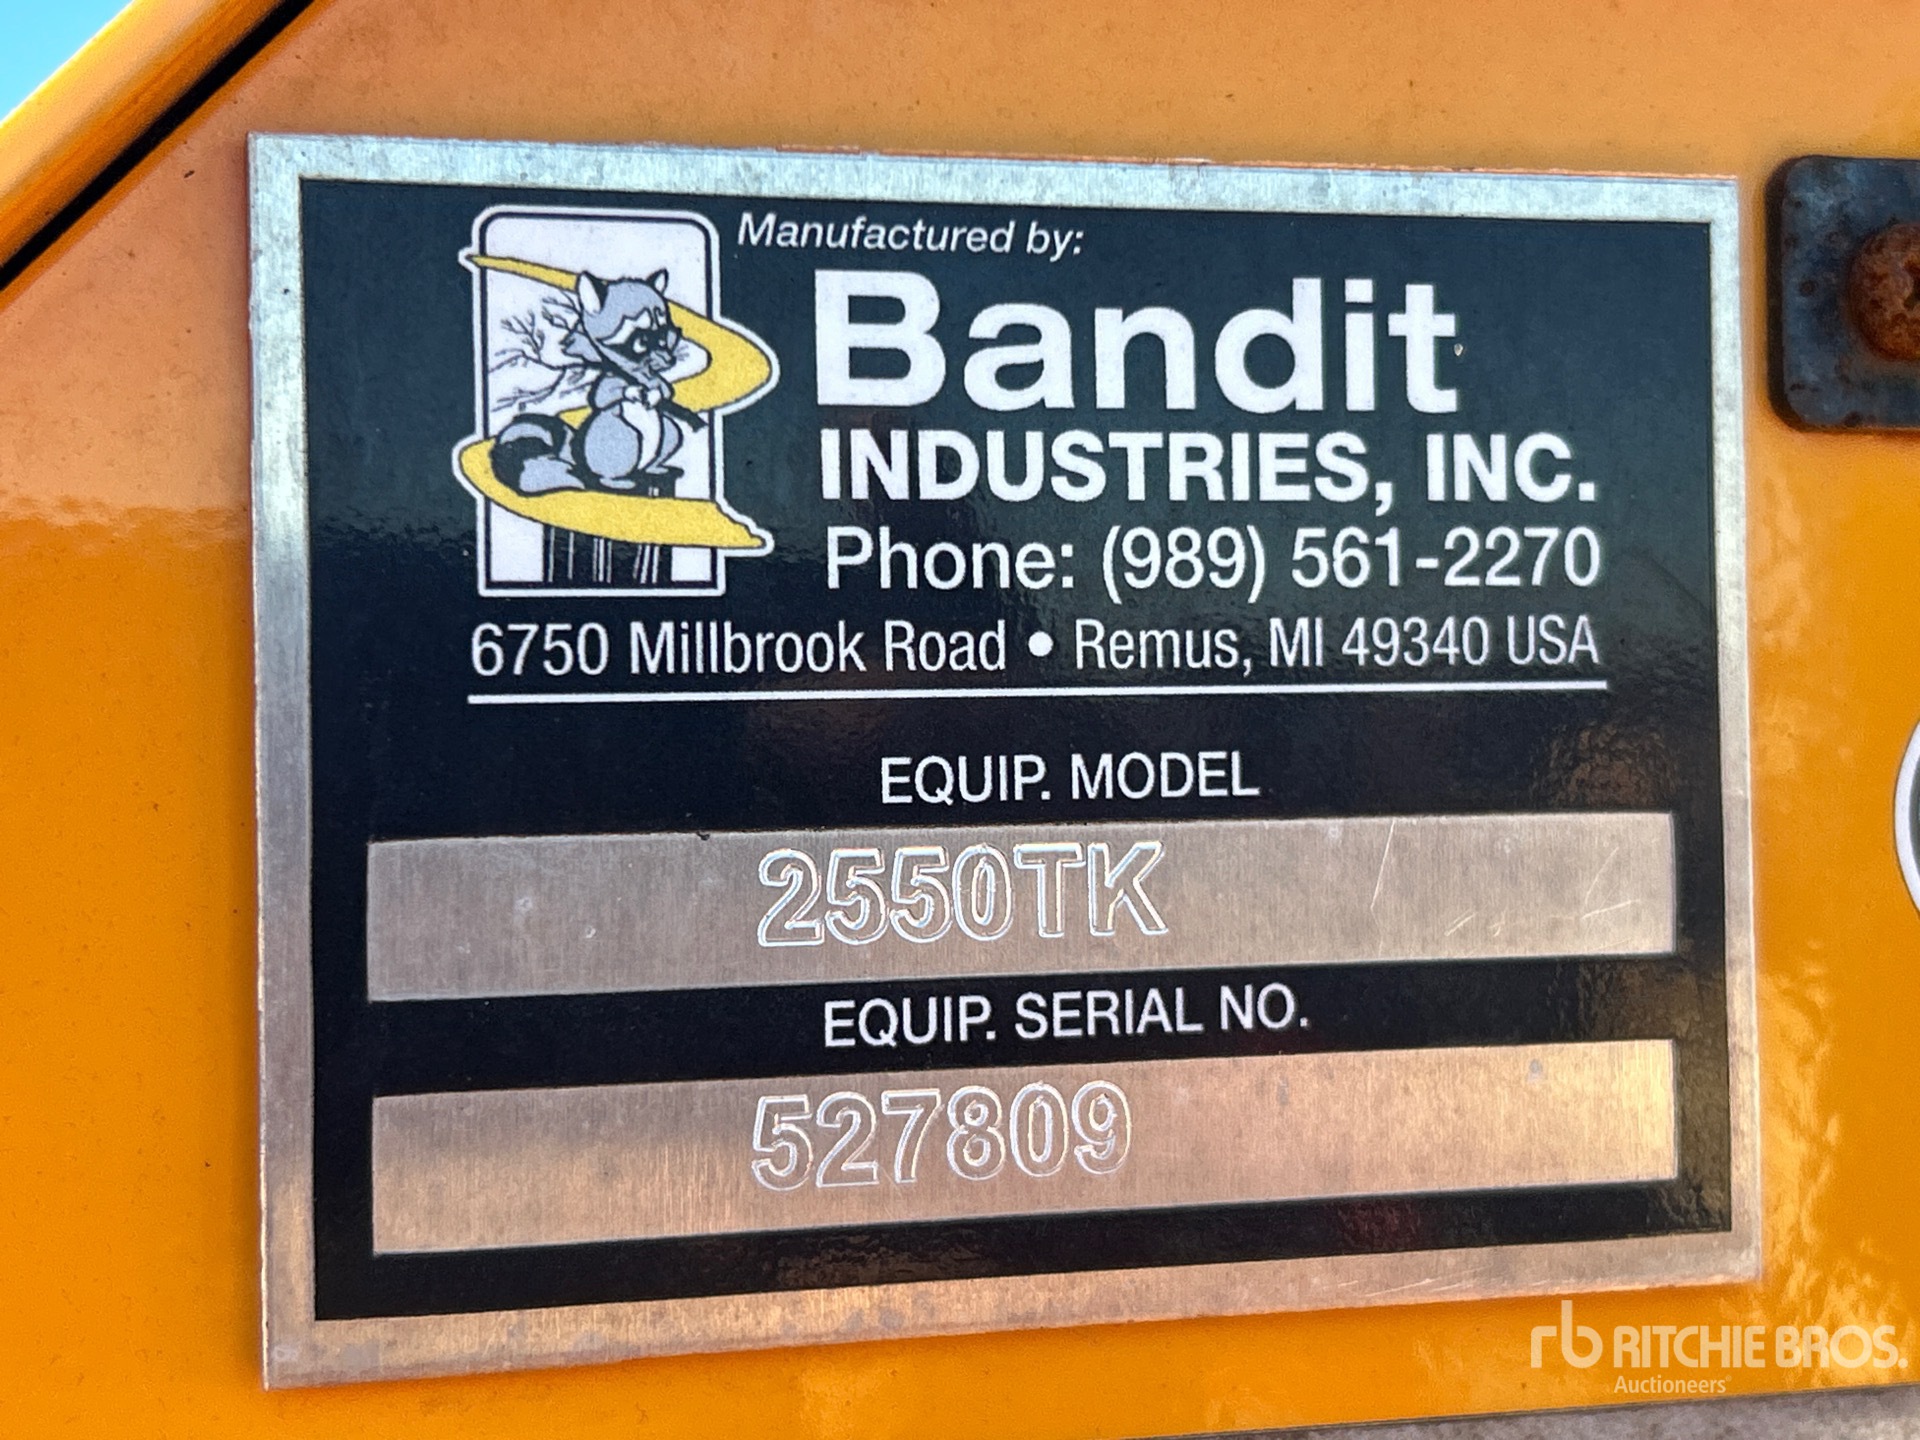 Manufactured by:
Bandit
INDUSTRIES, INC.
Phone: (989) 561-2270
6750 Millbrook Road • Remus, MI 49340 USA
EQUIP. MODEL
2550TK
EQUIP. SERIAL NO.
527809
rb RITCHIE BROS.
Auctioneers